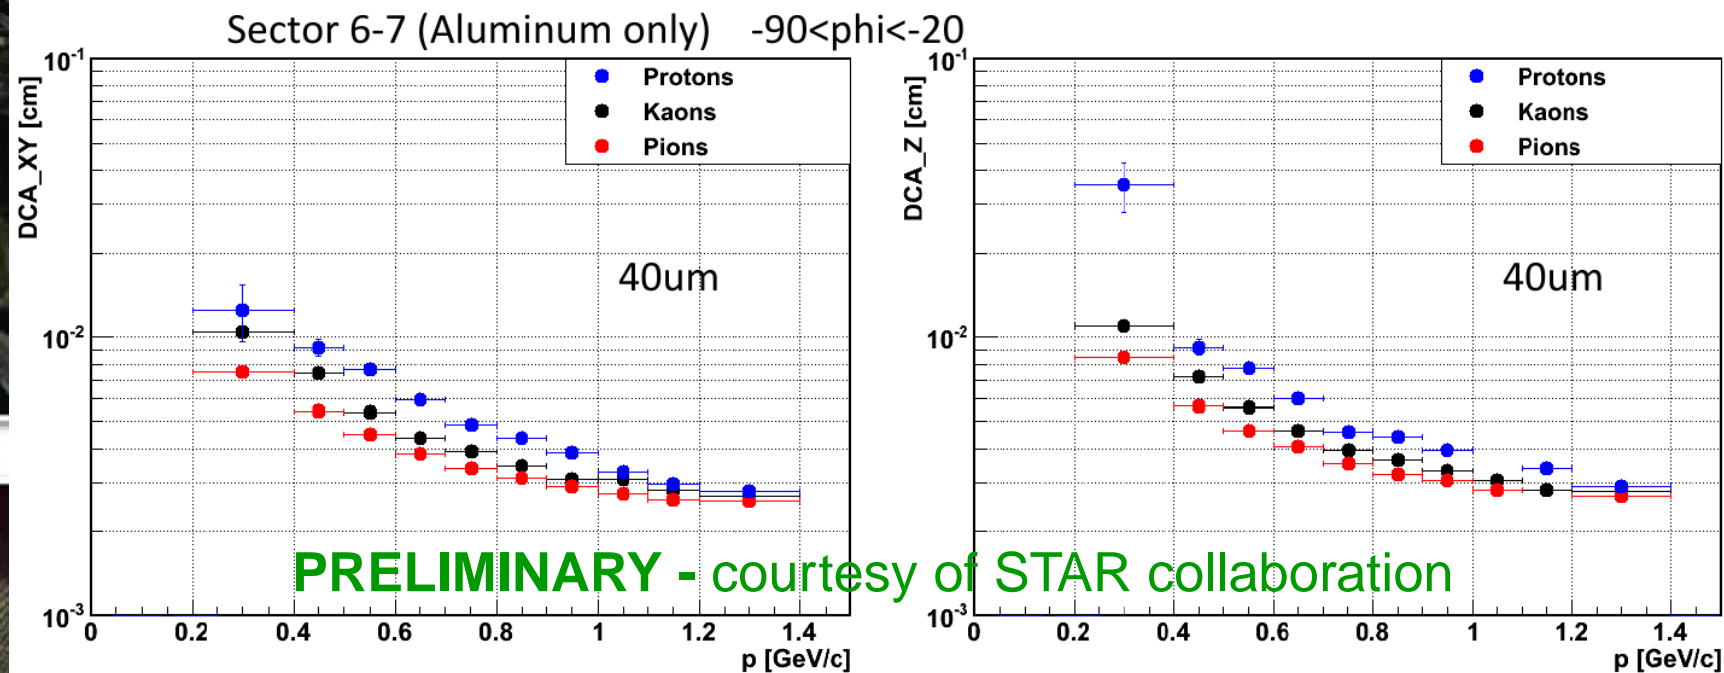 Sector 6-7 (Aluminum only) -90<phi<-20
DCA_XY [cm]
10-1
10-2
10-3
Protons
Kaons
Pions
40um
0 0.2 0.4 0.6 0.8 1 1.2 1.4
p [GeV/c]
DCA_Z [cm]
10-1
10-2
10-3
Protons
Kaons
Pions
40um
0 0.2 0.4 0.6 0.8 1 1.2 1.4
p [GeV/c]
PRELIMINARY - courtesy of STAR collaboration